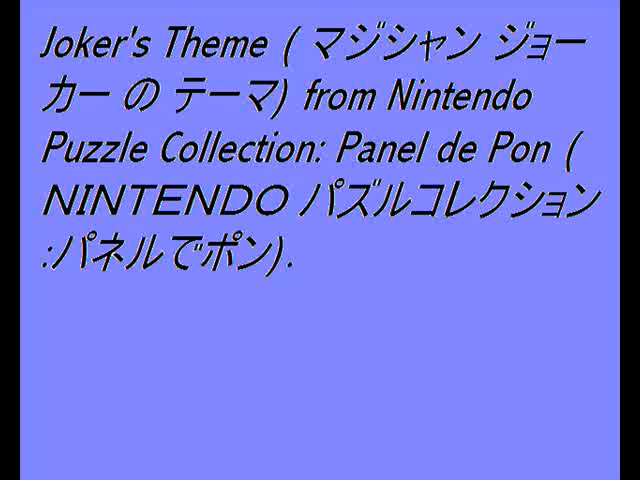 Joker's Theme ( マジシャン ジョー
カー の テーマ) from Nintendo
Puzzle Collection: Panel de Pon (
ＮＩＮＴＥＮＤＯ パズルコレクション
:パネルでポン).